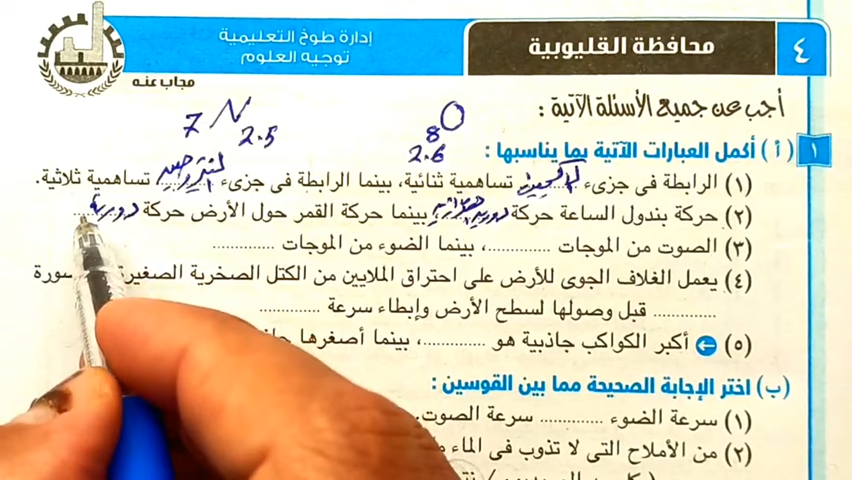 ٤
محافظة القليوبية
إدارة طوخ التعليمية
توجيه العلوم
مجاب عنه
أجب عن جميع الأسئلة الآتية :
7 N 2.5
8 O 2.6
١ (أ) أكمل العبارات الآتية بما يناسبها :
(١) الرابطة فى جزىء الأكسجين تساهمية ثنائية، بينما الرابطة فى جزىء النيتروجين تساهمية ثلاثية.
(٢) حركة بندول الساعة حركة دورية اهتزازية بينما حركة القمر حول الأرض حركة دورية
(٣) الصوت من الموجات ............، بينما الضوء من الموجات ............
(٤) يعمل الغلاف الجوى للأرض على احتراق الملايين من الكتل الصخرية الصغيرة سورة
............ قبل وصولها لسطح الأرض وإبطاء سرعة ............
(٥) أكبر الكواكب جاذبية هو ............، بينما أصغرها
(ب) اختر الإجابة الصحيحة مما بين القوسين :
(١) سرعة الضوء ............ سرعة الصوت.
(٢) من الأملاح التى لا تذوب فى الماء